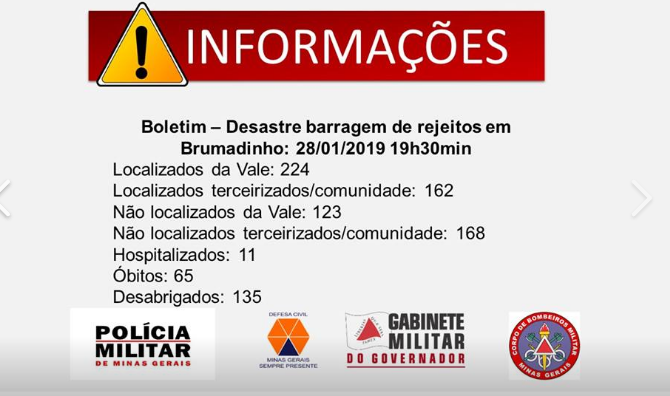 INFORMAÇÕES
Boletim – Desastre barragem de rejeitos em
Brumadinho: 28/01/2019 19h30min
Localizados da Vale: 224
Localizados terceirizados/comunidade: 162
Não localizados da Vale: 123
Não localizados terceirizados/comunidade: 168
Hospitalizados: 11
Óbitos: 65
Desabrigados: 135
POLÍCIA
MILITAR
DE MINAS GERAIS
DEFESA CIVIL
MINAS GERAIS
SEMPRE PRESENTE
GABINETE
MILITAR
DO GOVERNADOR
CORPO DE BOMBEIROS MILITAR
MINAS GERAIS